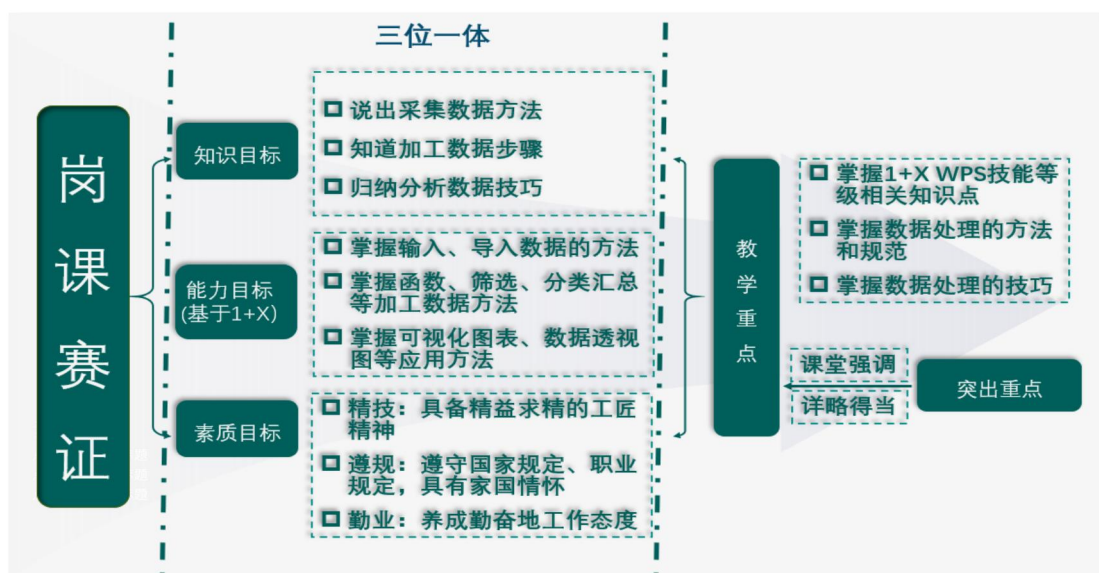 三位一体
岗
课
赛
证
知识目标
说出采集数据方法
知道加工数据步骤
归纳分析数据技巧
能力目标
(基于1+X)
掌握输入、导入数据的方法
掌握函数、筛选、分类汇总
等加工数据方法
掌握可视化图表、数据透视
图等应用方法
素质目标
精技：具备精益求精的工匠
精神
遵规：遵守国家规定、职业
规定，具有家国情怀
勤业：养成勤奋地工作态度
教
学
重
点
掌握1+X WPS技能等
级相关知识点
掌握数据处理的方法
和规范
掌握数据处理的技巧
课堂强调
详略得当
突出重点